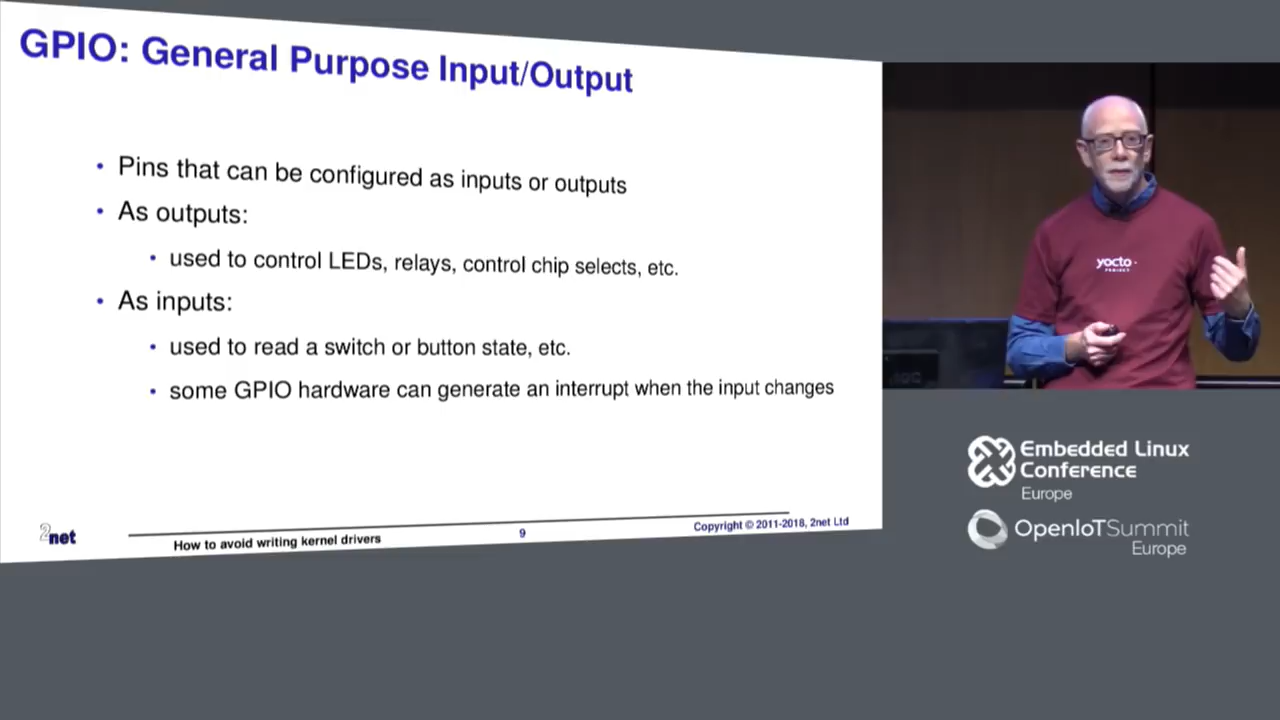 GPIO: General Purpose Input/Output
• Pins that can be configured as inputs or outputs
• As outputs:
• used to control LEDs, relays, control chip selects, etc.
• As inputs:
• used to read a switch or button state, etc.
• some GPIO hardware can generate an interrupt when the input changes
2net
How to avoid writing kernel drivers
9
Copyright © 2011-2018, 2net Ltd
yocto
PROJECT
Embedded Linux
Conference
Europe
OpenIoTSummit
Europe